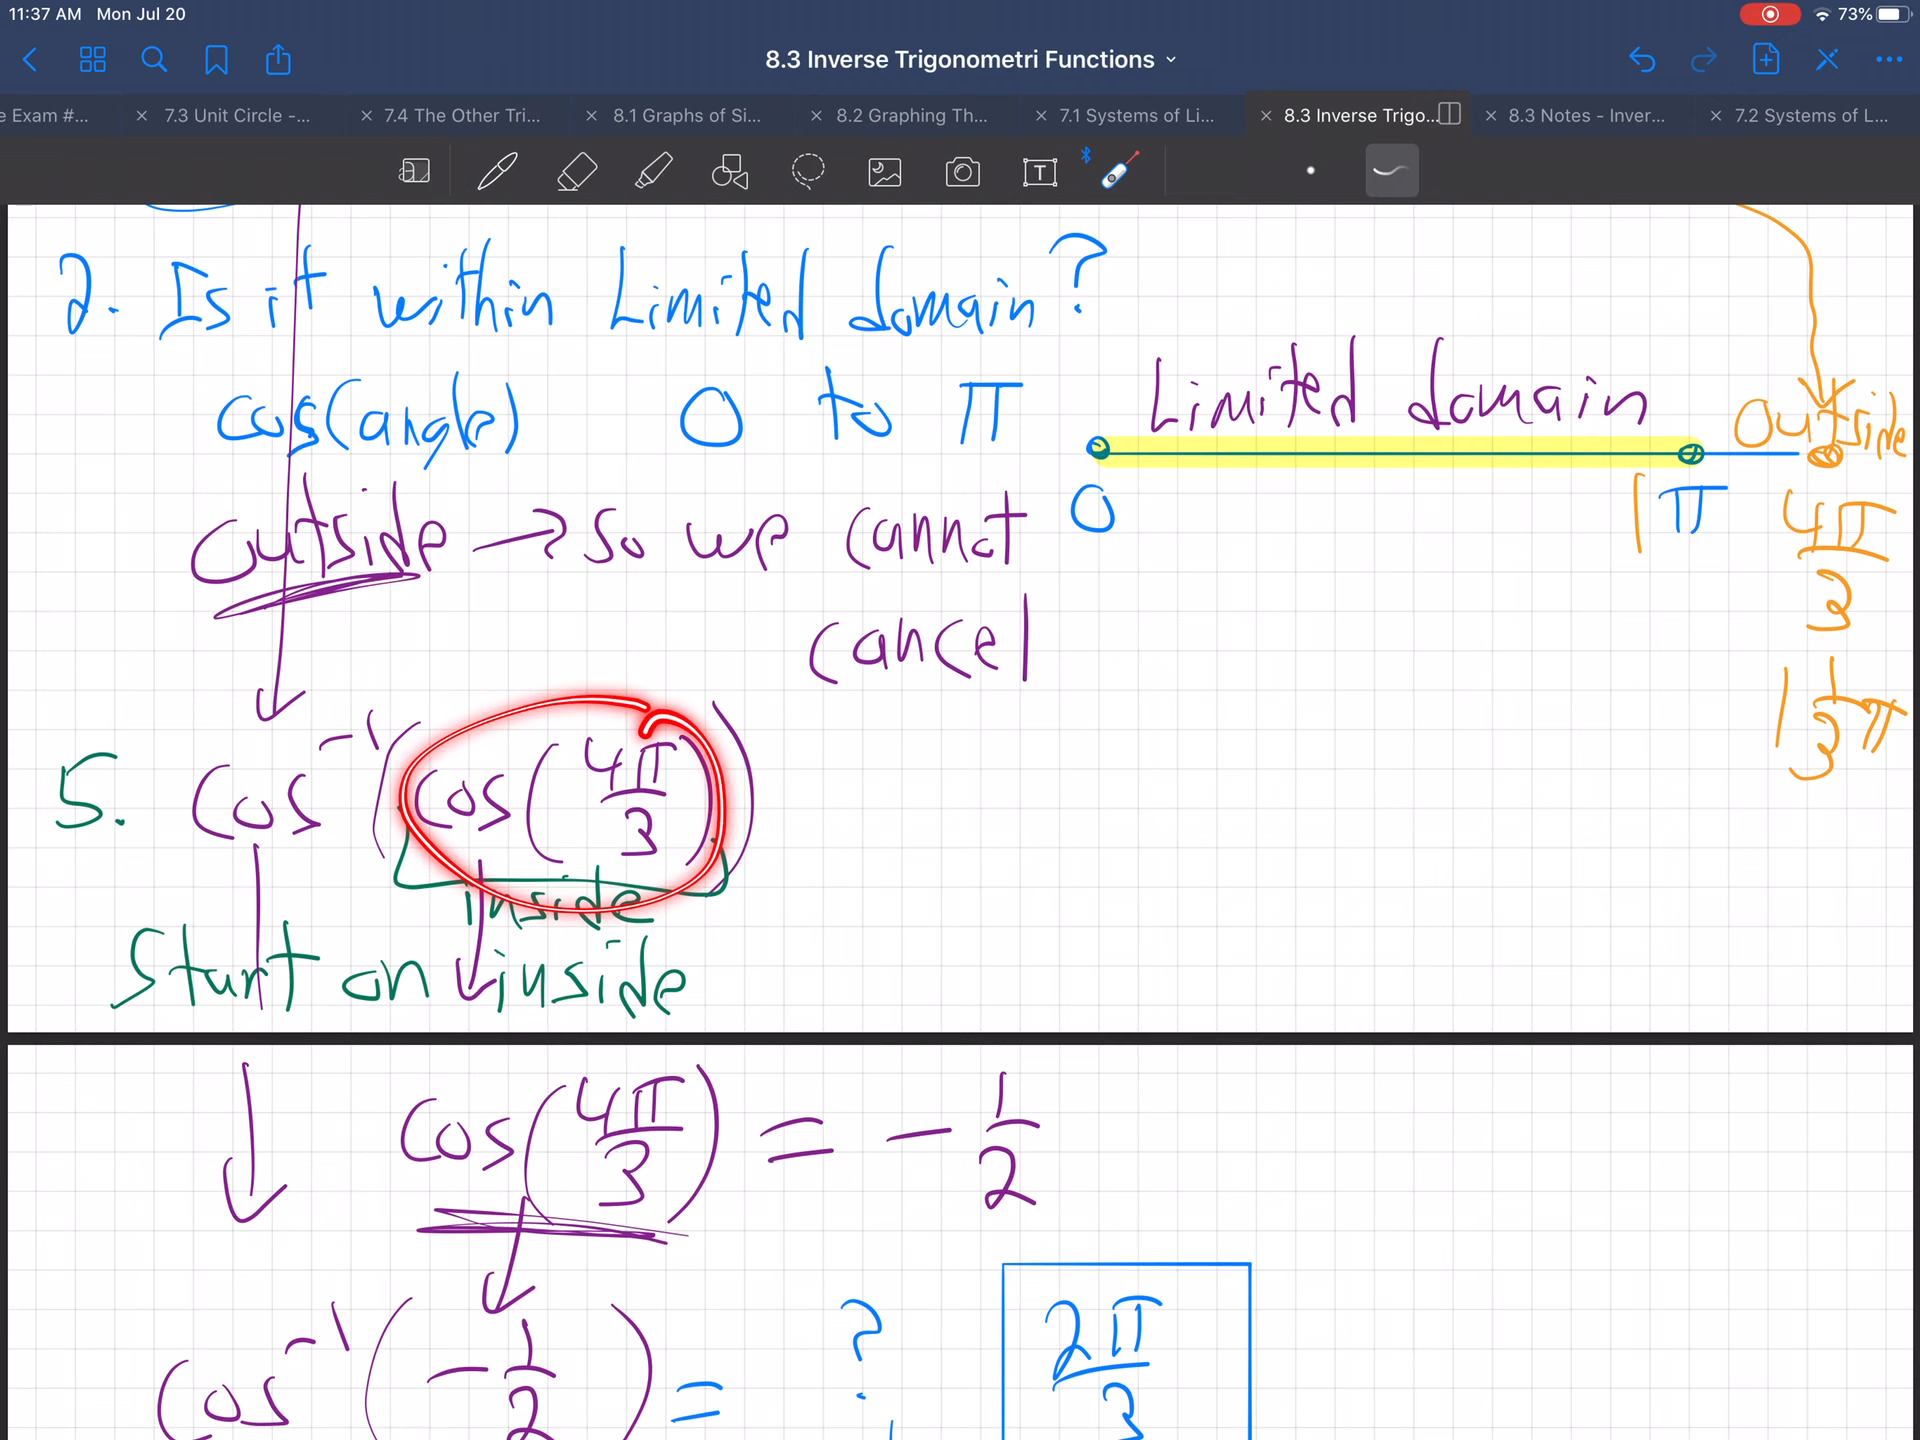 11:37 AM Mon Jul 20
73%
8.3 Inverse Trigonometri Functions
e Exam #...
7.3 Unit Circle -...
7.4 The Other Tri...
8.1 Graphs of Si...
8.2 Graphing Th...
7.1 Systems of Li...
8.3 Inverse Trigo...
8.3 Notes - Inver...
7.2 Systems of L...
2. Is it within Limited domain?
cos(angle) 0 to π
Limited domain
outside
0 1 π 4π/3
1 1/3 π
outside → so we cannot
cancel
5. cos⁻¹(cos(4π/3))
inside
Start on inside
cos(4π/3) = - 1/2
cos⁻¹(- 1/2) = ?
2π/3